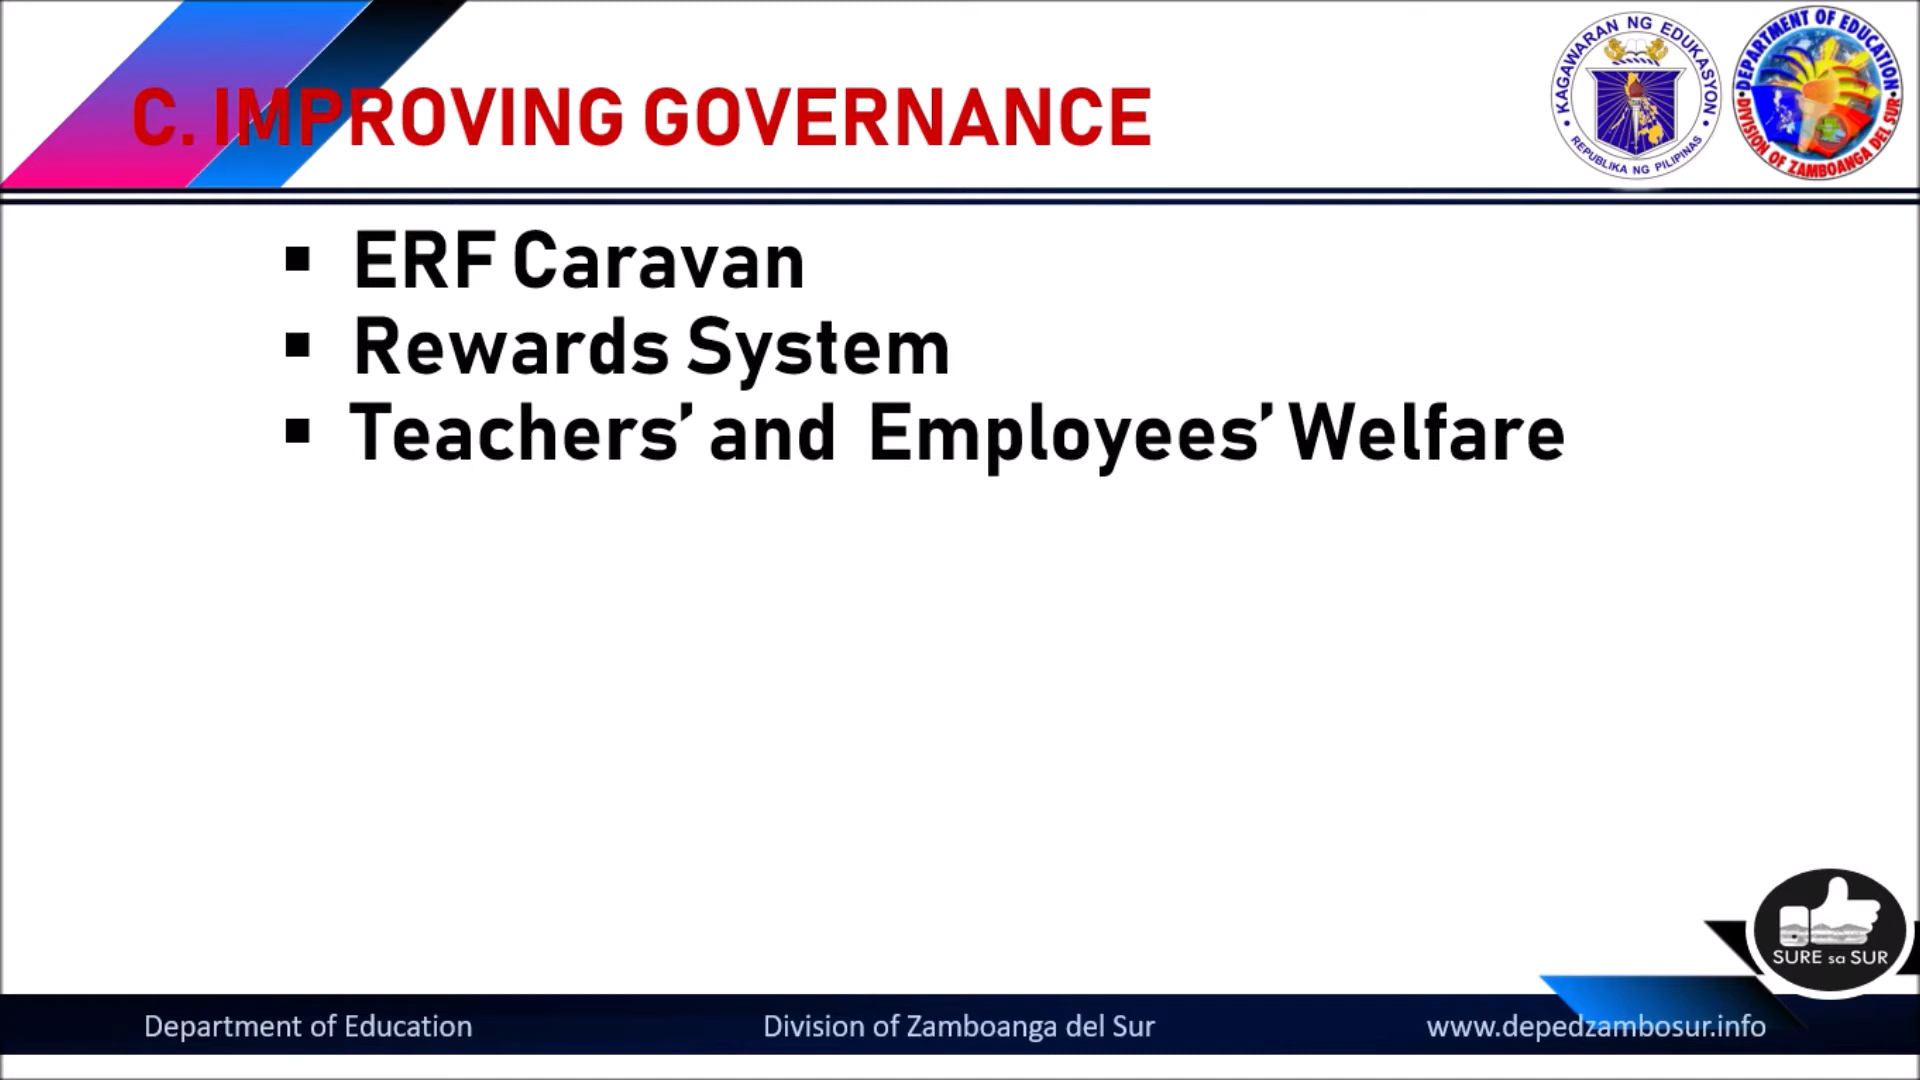 C. IMPROVING GOVERNANCE
KAGAWARAN NG EDUKASYON
REPUBLIKA NG PILIPINAS
DEPARTMENT OF EDUCATION
DIVISION OF ZAMBOANGA DEL SUR
▪ ERF Caravan
▪ Rewards System
▪ Teachers’ and Employees’ Welfare
SURE sa SUR
Department of Education
Division of Zamboanga del Sur
www.depedzambosur.info